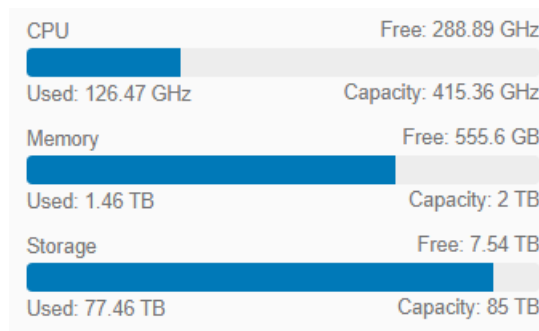 CPU Free: 288.89 GHz
Used: 126.47 GHz Capacity: 415.36 GHz
Memory Free: 555.6 GB
Used: 1.46 TB Capacity: 2 TB
Storage Free: 7.54 TB
Used: 77.46 TB Capacity: 85 TB